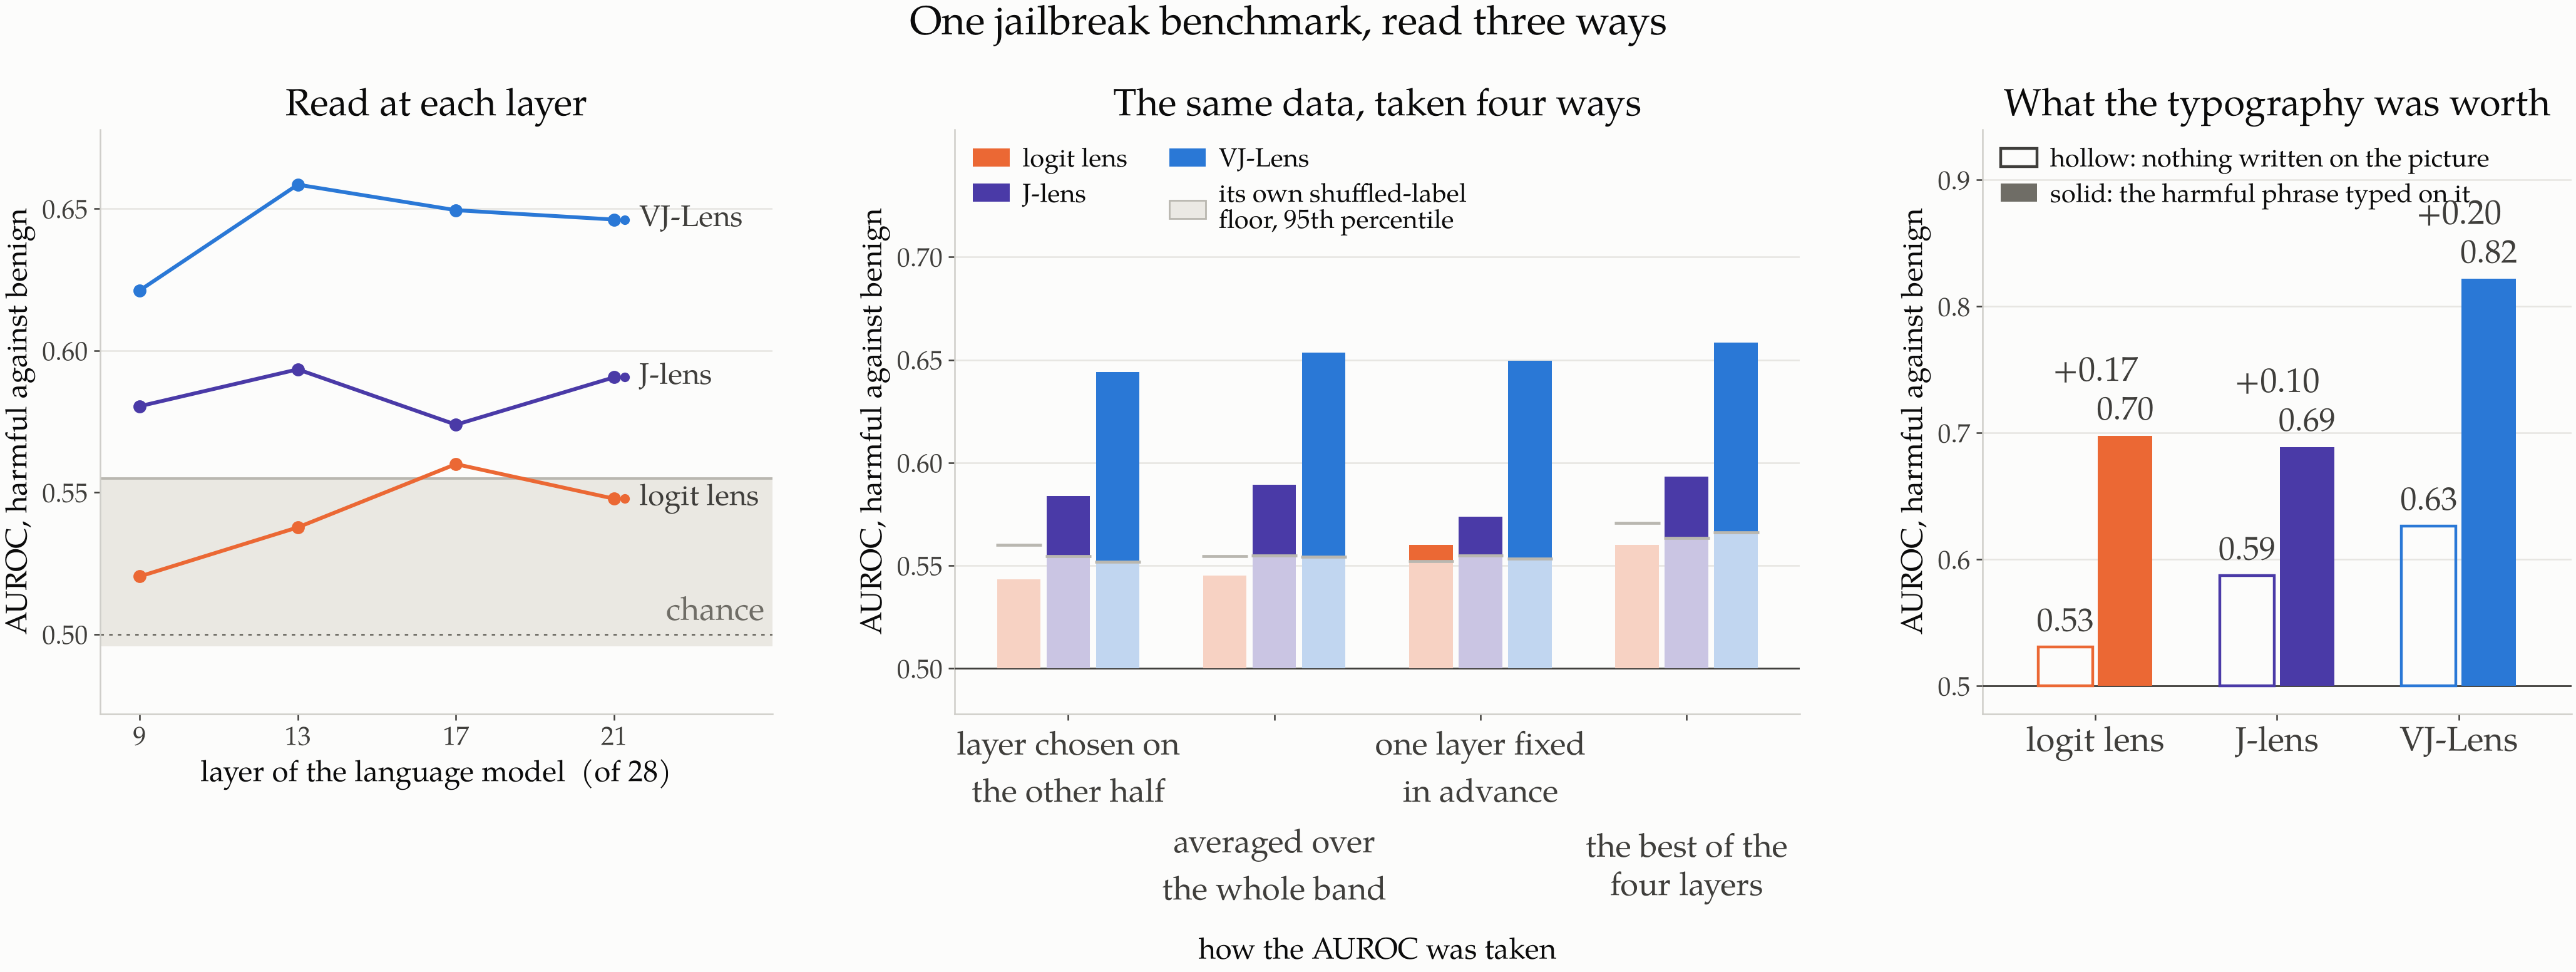 One jailbreak benchmark, read three ways
Read at each layer
AUROC, harmful against benign
0.65
0.60
0.55
0.50
VJ-Lens
J-lens
logit lens
chance
9
13
17
21
layer of the language model (of 28)
The same data, taken four ways
logit lens
J-lens
VJ-Lens
its own shuffled-label
floor, 95th percentile
AUROC, harmful against benign
0.70
0.65
0.60
0.55
0.50
layer chosen on
the other half
averaged over
the whole band
one layer fixed
in advance
the best of the
four layers
how the AUROC was taken
What the typography was worth
hollow: nothing written on the picture
solid: the harmful phrase typed on it
AUROC, harmful against benign
0.9
0.8
0.7
0.6
0.5
+0.17
0.70
0.53
+0.10
0.69
0.59
+0.20
0.82
0.63
logit lens
J-lens
VJ-Lens